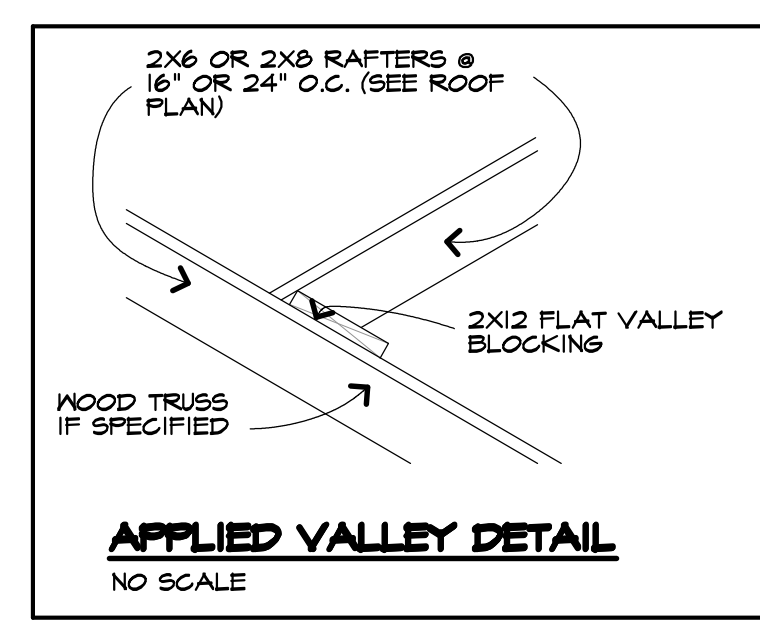 2X6 OR 2X8 RAFTERS @
16" OR 24" O.C. (SEE ROOF
PLAN)
2X12 FLAT VALLEY
BLOCKING
WOOD TRUSS
IF SPECIFIED
APPLIED VALLEY DETAIL
NO SCALE